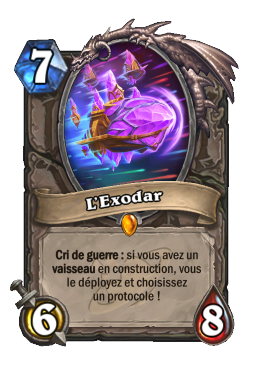 7
L'Exodar
Cri de guerre : si vous avez un
vaisseau en construction, vous
le déployez et choisissez
un protocole !
6
8